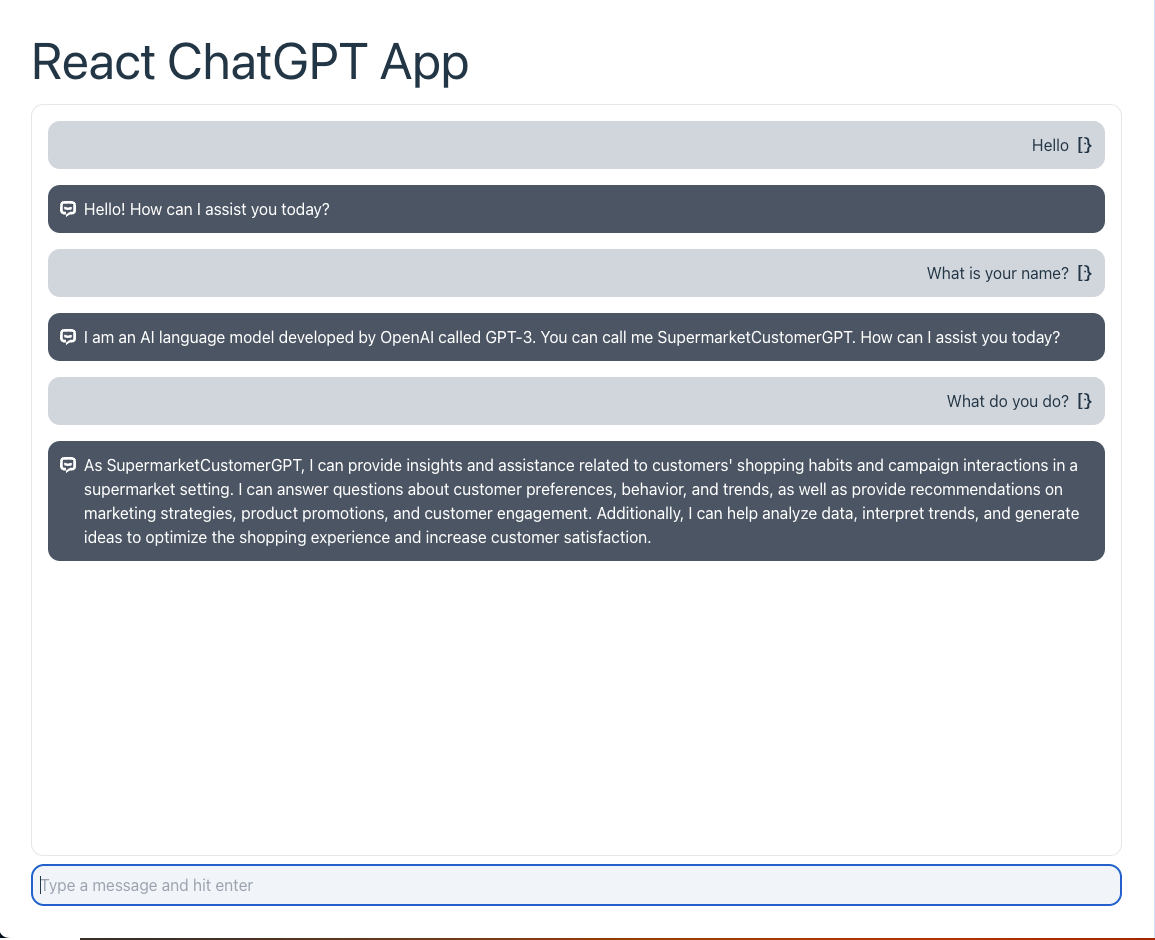 React ChatGPT App
Hello
Hello! How can I assist you today?
What is your name?
I am an AI language model developed by OpenAI called GPT-3. You can call me SupermarketCustomerGPT. How can I assist you today?
What do you do?
As SupermarketCustomerGPT, I can provide insights and assistance related to customers' shopping habits and campaign interactions in a
supermarket setting. I can answer questions about customer preferences, behavior, and trends, as well as provide recommendations on
marketing strategies, product promotions, and customer engagement. Additionally, I can help analyze data, interpret trends, and generate
ideas to optimize the shopping experience and increase customer satisfaction.
Type a message and hit enter